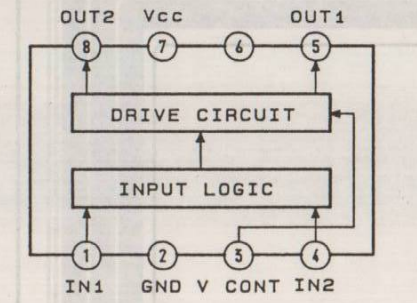 OUT2 Vcc OUT1
8 7 6 5
DRIVE CIRCUIT
INPUT LOGIC
1 2 3 4
IN1 GND V CONT IN2